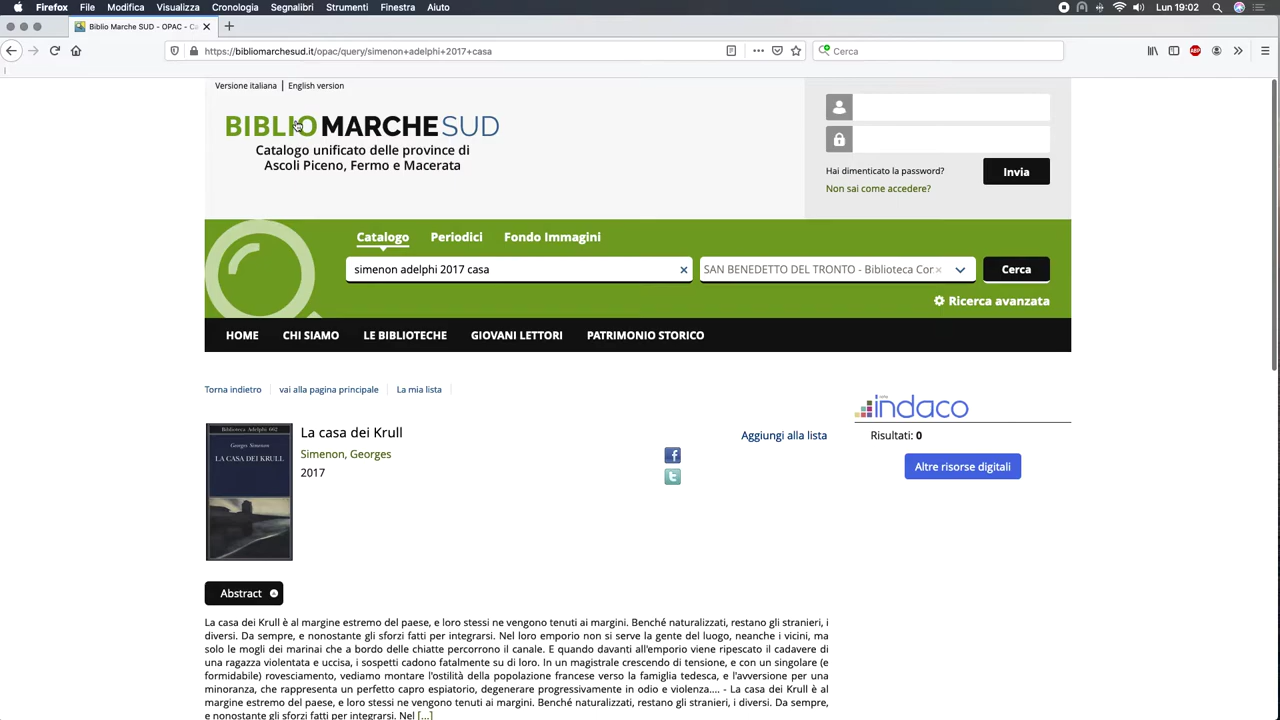 Firefox File Modifica Visualizza Cronologia Segnalibri Strumenti Finestra Aiuto
Lun 19:02
Biblio Marche SUD - OPAC - Ca
https://bibliomarchesud.it/opac/query/simenon+adelphi+2017+casa
Cerca
ABP
Versione italiana | English version
BIBLIOMARCHESUD
Catalogo unificato delle province di
Ascoli Piceno, Fermo e Macerata
Hai dimenticato la password?
Invia
Non sai come accedere?
Catalogo Periodici Fondo Immagini
simenon adelphi 2017 casa
SAN BENEDETTO DEL TRONTO - Biblioteca Cor
Cerca
Ricerca avanzata
HOME CHI SIAMO LE BIBLIOTECHE GIOVANI LETTORI PATRIMONIO STORICO
Torna indietro vai alla pagina principale La mia lista
rete
indaco
Risultati: 0
Altre risorse digitali
Biblioteca Adelphi 662
Georges Simenon
LA CASA DEI KRULL
La casa dei Krull
Aggiungi alla lista
Simenon, Georges
2017
Abstract
La casa dei Krull è al margine estremo del paese, e loro stessi ne vengono tenuti ai margini. Benché naturalizzati, restano gli stranieri, i
diversi. Da sempre, e nonostante gli sforzi fatti per integrarsi. Nel loro emporio non si serve la gente del luogo, neanche i vicini, ma
solo le mogli dei marinai che a bordo delle chiatte percorrono il canale. E quando davanti all'emporio viene ripescato il cadavere di
una ragazza violentata e uccisa, i sospetti cadono fatalmente su di loro. In un magistrale crescendo di tensione, e con un singolare (e
formidabile) rovesciamento, vediamo montare l'ostilità della popolazione francese verso la famiglia tedesca, e l'avversione per una
minoranza, che rappresenta un perfetto capro espiatorio, degenerare progressivamente in odio e violenza.... - La casa dei Krull è al
margine estremo del paese, e loro stessi ne vengono tenuti ai margini. Benché naturalizzati, restano gli stranieri, i diversi. Da sempre,
e nonostante gli sforzi fatti per integrarsi. Nel [...]